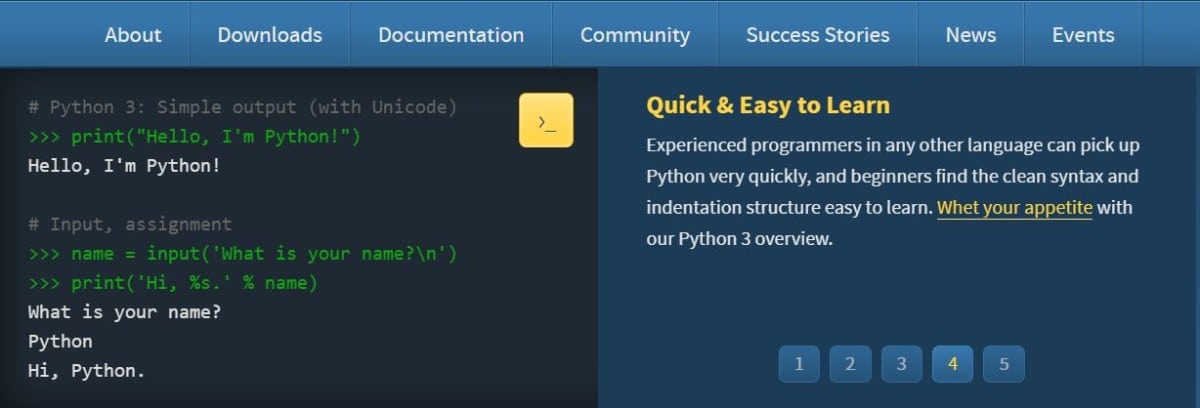 About Downloads Documentation Community Success Stories News Events
# Python 3: Simple output (with Unicode)
>>> print("Hello, I'm Python!")
Hello, I'm Python!
# Input, assignment
>>> name = input('What is your name?\n')
>>> print('Hi, %s.' % name)
What is your name?
Python
Hi, Python.
>_
Quick & Easy to Learn
Experienced programmers in any other language can pick up
Python very quickly, and beginners find the clean syntax and
indentation structure easy to learn. Whet your appetite with
our Python 3 overview.
1 2 3 4 5